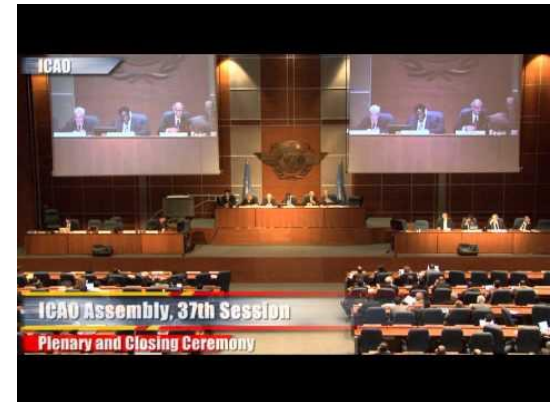 ICAO
ICAO Assembly, 37th Session
Plenary and Closing Ceremony